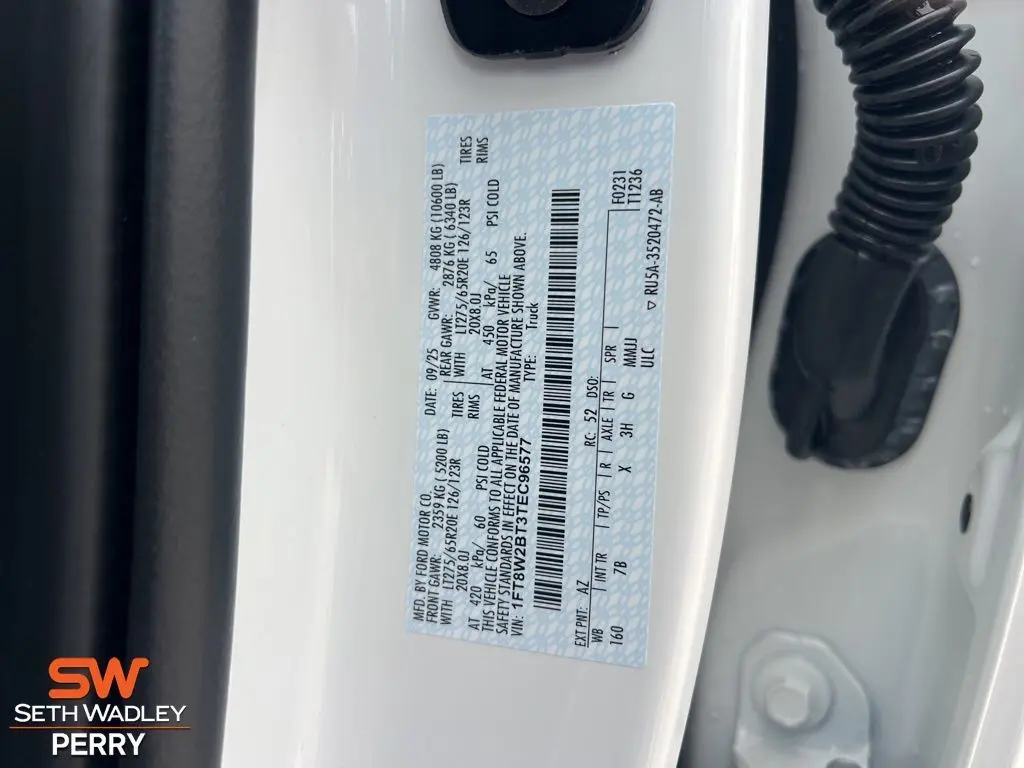 MFD. BY FORD MOTOR CO.
DATE: 09/25 GVWR: 4808 KG (10600 LB)
FRONT GAWR: 2359 KG ( 5200 LB)
REAR GAWR: 2876 KG ( 6340 LB)
WITH LT275/65R20E 126/123R TIRES
WITH LT275/65R20E 126/123R TIRES
20X8.0J RIMS
20X8.0J RIMS
AT 420 kPa/ 60 PSI COLD
AT 450 kPa/ 65 PSI COLD
THIS VEHICLE CONFORMS TO ALL APPLICABLE FEDERAL MOTOR VEHICLE
SAFETY STANDARDS IN EFFECT ON THE DATE OF MANUFACTURE SHOWN ABOVE.
VIN: 1FT8W2BT3TEC96577 TYPE: Truck
EXT PNT: AZ RC: 52 DSO: F0231
WB | INT TR | TP/PS | R | AXLE | TR | SPR | T1236
160 7B X 3H G MMJJ
ULC ▽ RU5A-3520472-AB
SW
SETH WADLEY
PERRY